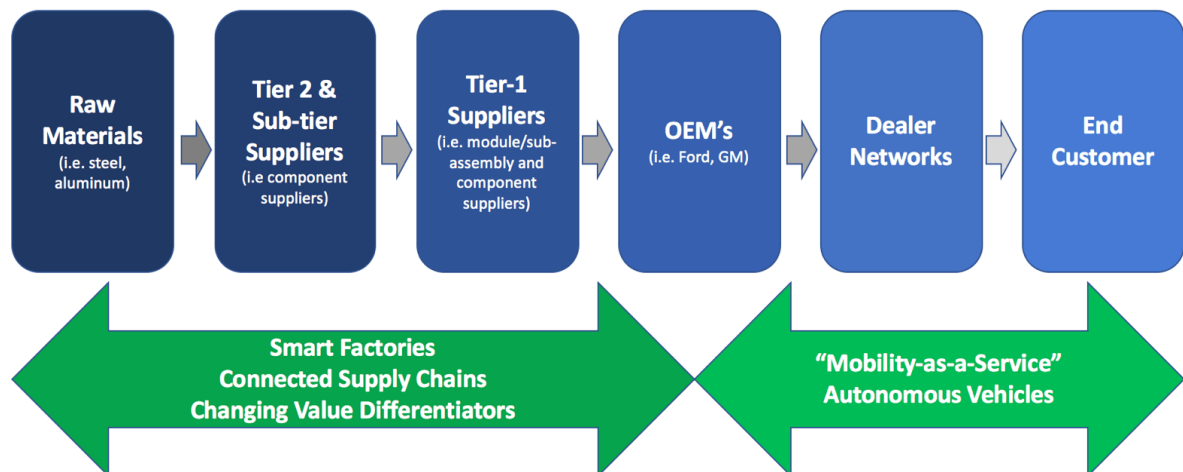 Raw
Materials
(i.e. steel,
aluminum)
Tier 2 &
Sub-tier
Suppliers
(i.e component
suppliers)
Tier-1
Suppliers
(i.e. module/sub-
assembly and
component
suppliers)
OEM's
(i.e. Ford, GM)
Dealer
Networks
End
Customer
Smart Factories
Connected Supply Chains
Changing Value Differentiators
“Mobility-as-a-Service”
Autonomous Vehicles